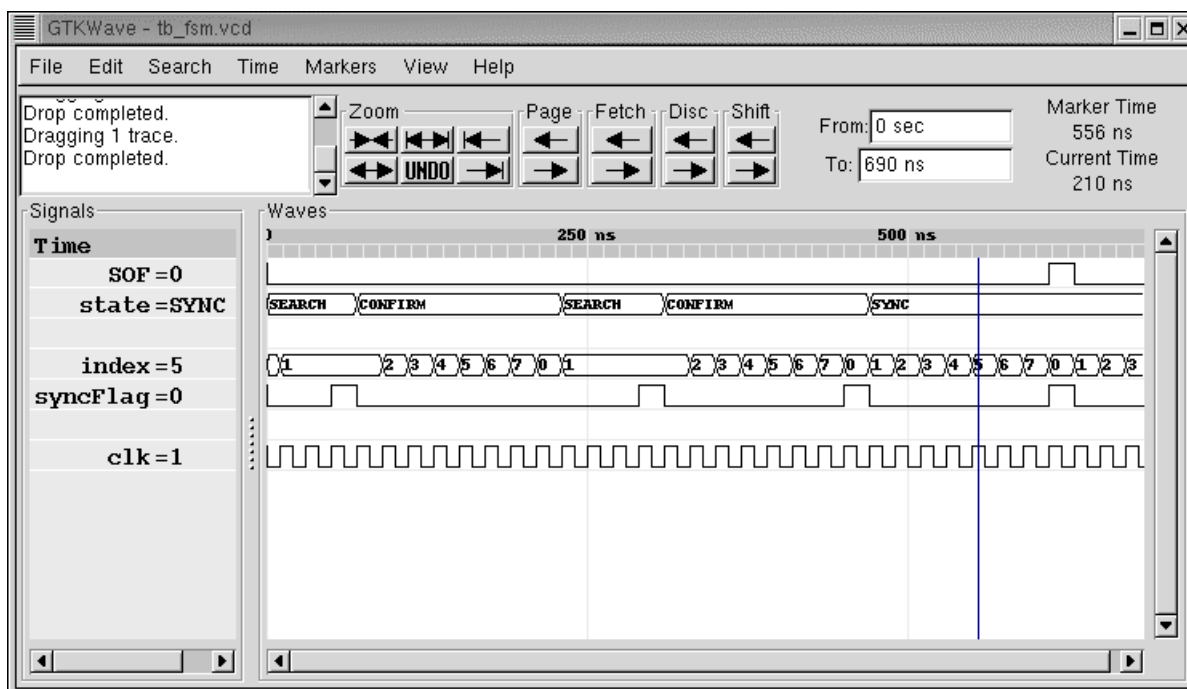 GTKWave - tb_fsm.vcd
File Edit Search Time Markers View Help
Drop completed.
Dragging 1 trace.
Drop completed.
Zoom
UNDO
Page
Fetch
Disc
Shift
From: 0 sec
To: 690 ns
Marker Time
556 ns
Current Time
210 ns
Signals
Waves
Time
250 ns 500 ns
SOF=0
state=SYNC
SEARCH CONFIRM SEARCH CONFIRM SYNC
index=5
1 2 3 4 5 6 7 0 1 2 3 4 5 6 7 0 1 2 3 4 5 6 7 0 1 2 3
syncFlag=0
clk=1